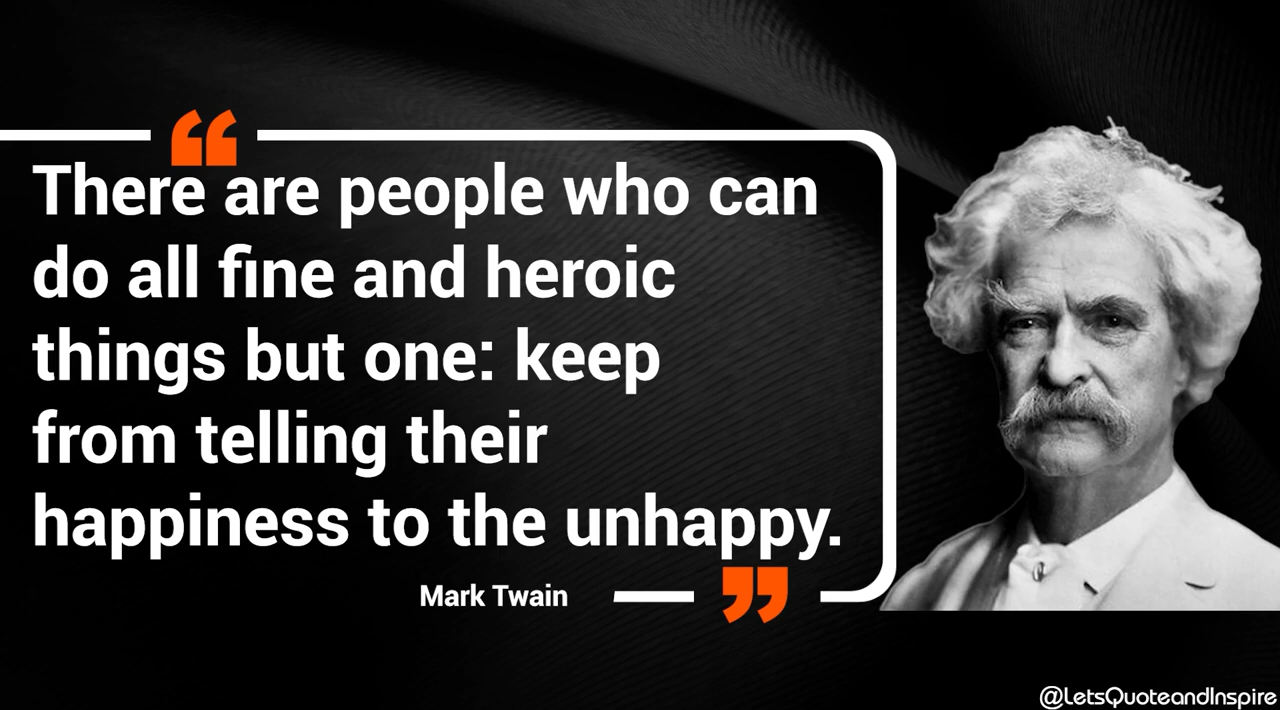 “
There are people who can
do all fine and heroic
things but one: keep
from telling their
happiness to the unhappy.
Mark Twain
”
@LetsQuoteandInspire